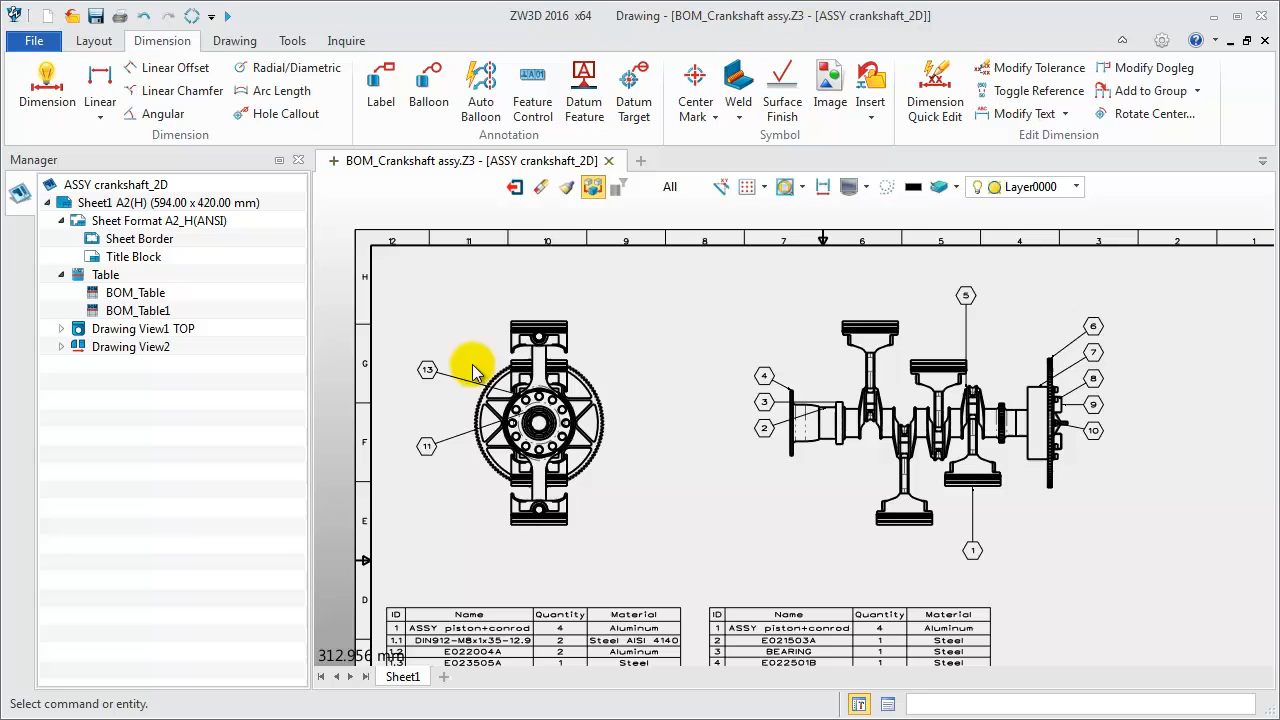 ZW3D 2016 x64 Drawing - [BOM_Crankshaft assy.Z3 - [ASSY crankshaft_2D]]
File Layout Dimension Drawing Tools Inquire
Dimension
Linear
Linear Offset
Linear Chamfer
Angular
Radial/Diametric
Arc Length
Hole Callout
Dimension
Label
Balloon
Auto Balloon
Feature Control
Datum Feature
Datum Target
Annotation
Center Mark
Weld
Surface Finish
Image
Insert
Symbol
Dimension Quick Edit
Modify Tolerance
Toggle Reference
Modify Text
Modify Dogleg
Add to Group
Rotate Center...
Edit Dimension
Manager
BOM_Crankshaft assy.Z3 - [ASSY crankshaft_2D]
All
Layer0000
ASSY crankshaft_2D
Sheet1 A2(H) (594.00 x 420.00 mm)
Sheet Format A2_H(ANSI)
Sheet Border
Title Block
Table
BOM_Table
BOM_Table1
Drawing View1 TOP
Drawing View2
12 11 10 9 8 7 6 5 4 3 2 1
H
G
F
E
D
13
11
5
4
3
2
6
7
8
9
10
1
ID Name Quantity Material
1 ASSY piston+conrod 4 Aluminum
1.1 DIN912-M8x1x35-12.9 2 Steel AISI 4140
1.2 E022004A 2 Aluminum
1.3 E023505A 1 Steel
ID Name Quantity Material
1 ASSY piston+conrod 4 Aluminum
2 E021503A 1 Steel
3 BEARING 1 Steel
4 E022501B 1 Steel
312.956 mm
Sheet1
Select command or entity.